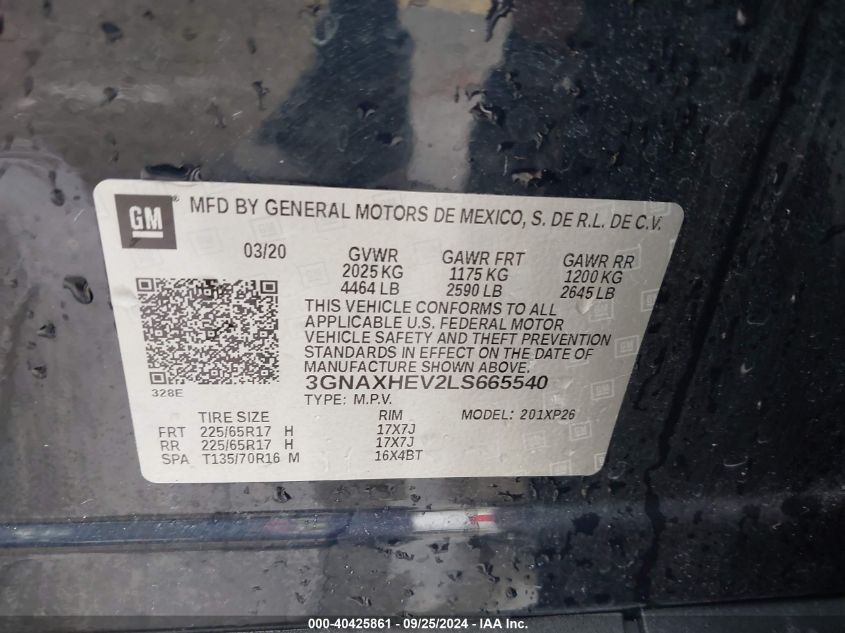 GM ® MFD BY GENERAL MOTORS DE MEXICO, S. DE R.L. DE C.V.
03/20 GVWR GAWR FRT GAWR RR
2025 KG 1175 KG 1200 KG
4464 LB 2590 LB 2645 LB
THIS VEHICLE CONFORMS TO ALL
APPLICABLE U.S. FEDERAL MOTOR
VEHICLE SAFETY AND THEFT PREVENTION
STANDARDS IN EFFECT ON THE DATE OF
MANUFACTURE SHOWN ABOVE.
3GNAXHEV2LS665540
328E TYPE: M.P.V.
TIRE SIZE RIM MODEL: 201XP26
FRT 225/65R17 H 17X7J
RR 225/65R17 H 17X7J
SPA T135/70R16 M 16X4BT
000-40425861 - 09/25/2024 - IAA Inc.